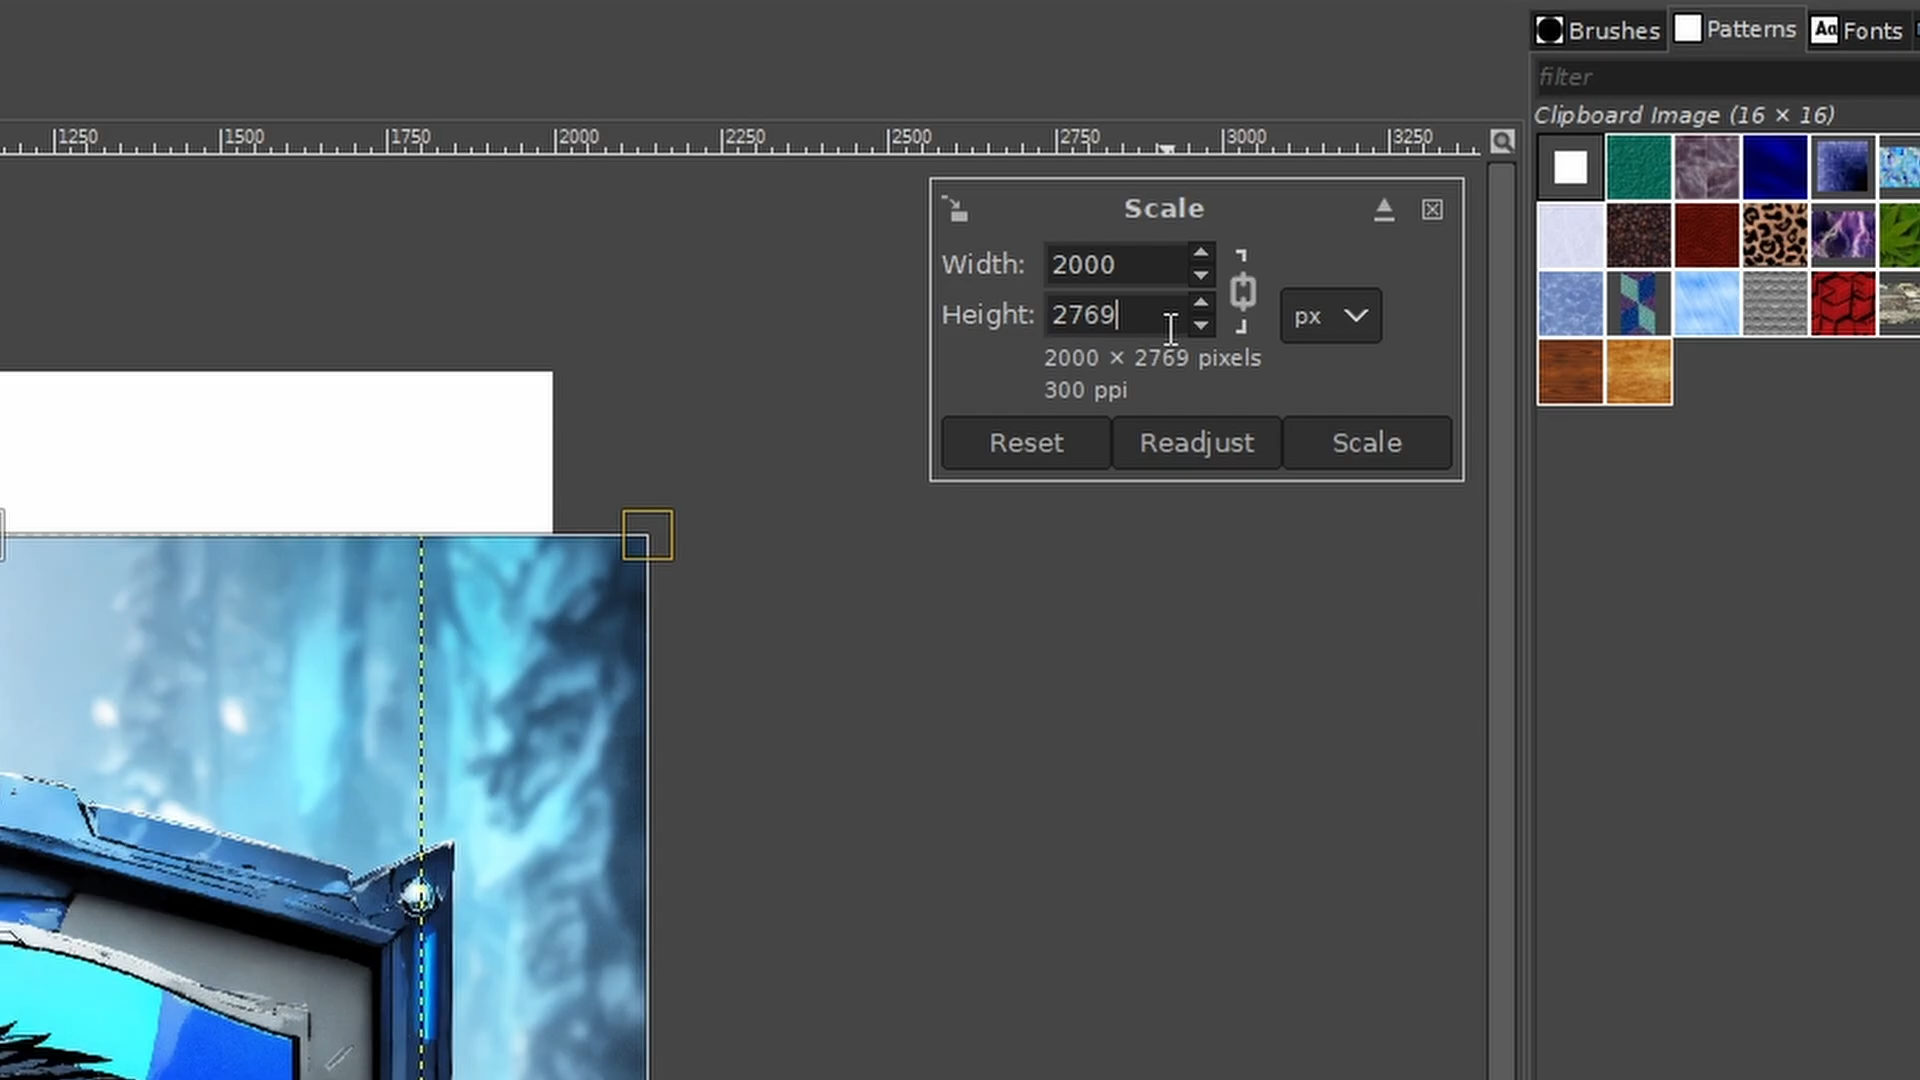 Brushes Patterns Aa Fonts
filter
Clipboard Image (16 × 16)
1250 1500 1750 2000 2250 2500 2750 3000 3250
Scale
Width: 2000
Height: 2769
px
2000 × 2769 pixels
300 ppi
Reset Readjust Scale